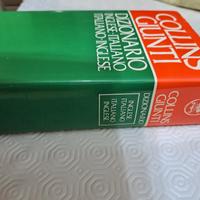 COLLINS
GIUNTI
DIZIONARIO
INGLESE·ITALIANO
ITALIANO·INGLESE
COLLINS
GIUNTI
DIZIONARIO
INGLESE
ITALIANO
ITALIANO
INGLESE